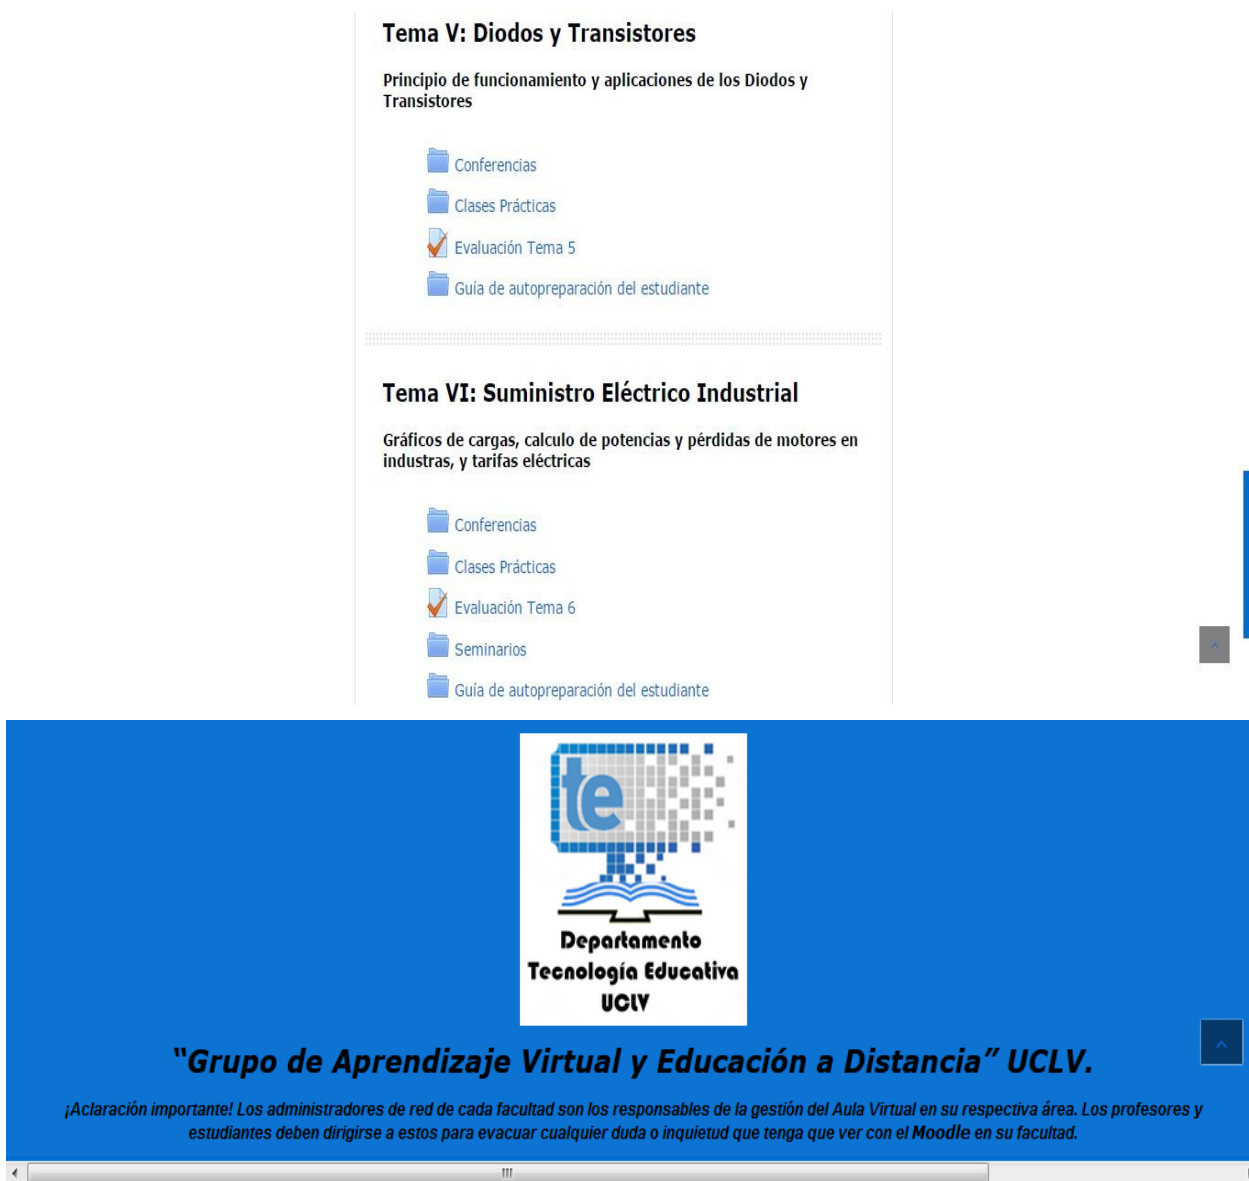 Tema V: Diodos y Transistores
Principio de funcionamiento y aplicaciones de los Diodos y
Transistores
Conferencias
Clases Prácticas
Evaluación Tema 5
Guía de autopreparación del estudiante
Tema VI: Suministro Eléctrico Industrial
Gráficos de cargas, calculo de potencias y pérdidas de motores en
industras, y tarifas eléctricas
Conferencias
Clases Prácticas
Evaluación Tema 6
Seminarios
Guía de autopreparación del estudiante
te
Departamento
Tecnología Educativa
UCLV
“Grupo de Aprendizaje Virtual y Educación a Distancia” UCLV.
¡Aclaración importante! Los administradores de red de cada facultad son los responsables de la gestión del Aula Virtual en su respectiva área. Los profesores y
estudiantes deben dirigirse a estos para evacuar cualquier duda o inquietud que tenga que ver con el Moodle en su facultad.